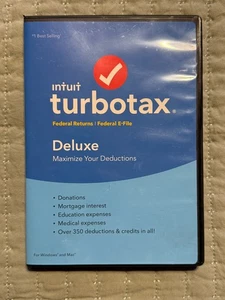 #1 Best Selling
intuit
turbotax®
Federal Returns | Federal E-File
Deluxe
Maximize Your Deductions
• Donations
• Mortgage interest
• Education expenses
• Medical expenses
• Over 350 deductions & credits in all!
For Windows® and Mac®